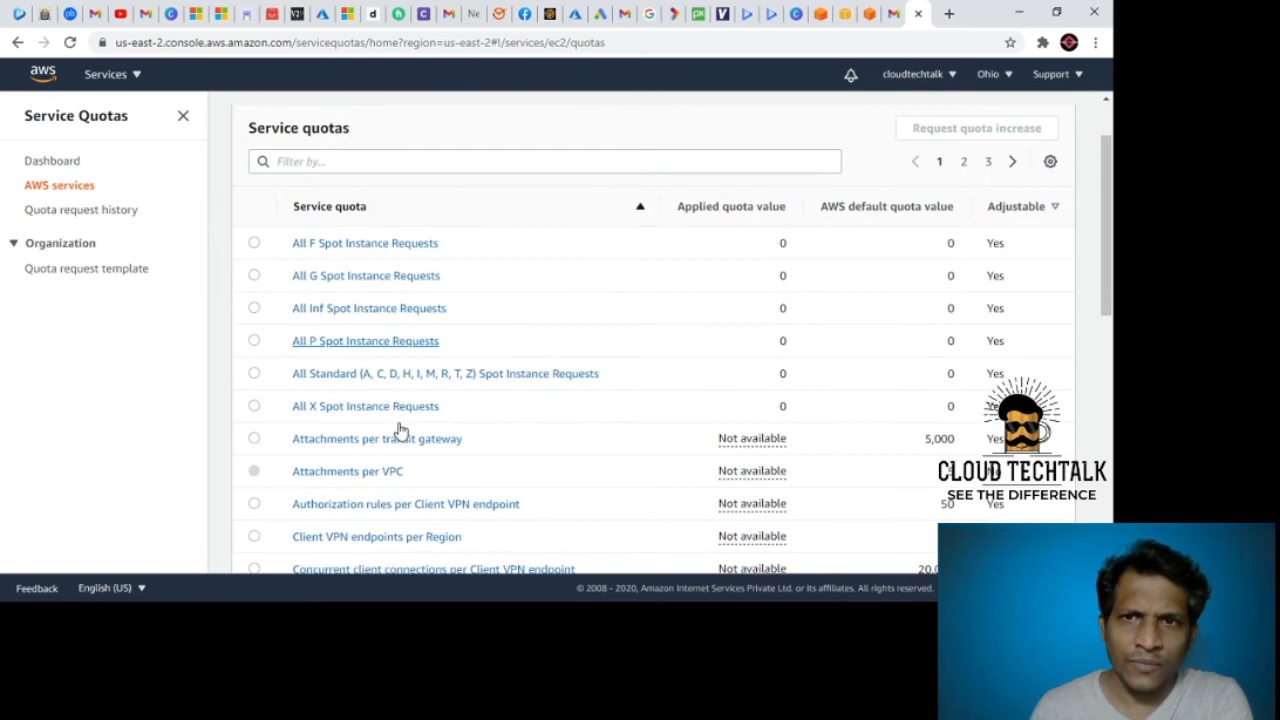 Ne
us-east-2.console.aws.amazon.com/servicequotas/home?region=us-east-2#!/services/ec2/quotas
aws Services ▼ cloudtechtalk ▼ Ohio ▼ Support ▼
Service Quotas
Dashboard
AWS services
Quota request history
▼ Organization
Quota request template
Service quotas Request quota increase
Filter by... 1 2 3
Service quota ▲ Applied quota value AWS default quota value Adjustable ▽
All F Spot Instance Requests 0 0 Yes
All G Spot Instance Requests 0 0 Yes
All Inf Spot Instance Requests 0 0 Yes
All P Spot Instance Requests 0 0 Yes
All Standard (A, C, D, H, I, M, R, T, Z) Spot Instance Requests 0 0 Yes
All X Spot Instance Requests 0 0
Attachments per transit gateway Not available 5,000 Yes
Attachments per VPC Not available
Authorization rules per Client VPN endpoint Not available 50 Yes
Client VPN endpoints per Region Not available
Concurrent client connections per Client VPN endpoint Not available
CLOUD TECHTALK
SEE THE DIFFERENCE
Feedback English (US) ▼ © 2008 - 2020, Amazon Internet Services Private Ltd. or its affiliates. All rights reserved.